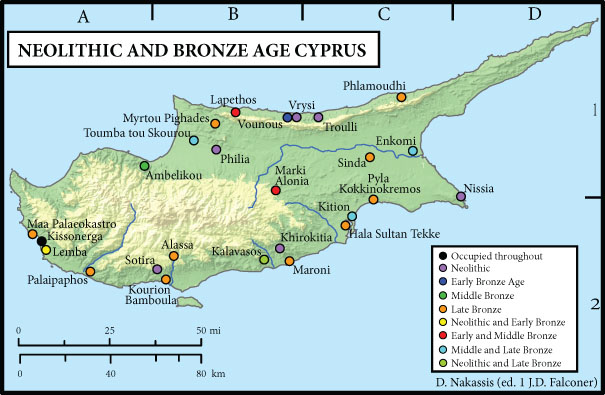 A B C D
NEOLITHIC AND BRONZE AGE CYPRUS
1
2
Phlamoudhi
Lapethos
Vrysi
Myrtou Pighades
Vounous
Troulli
Toumba tou Skourou
Enkomi
Philia
Sinda
Ambelikou
Marki
Alonia
Pyla
Kokkinokremos
Nissia
Kition
Maa Palaeokastro
Kissonerga
Lemba
Alassa
Kalavasos
Khirokitia
Hala Sultan Tekke
Sotira
Maroni
Palaipaphos
Kourion
Bamboula
Occupied throughout
Neolithic
Early Bronze Age
Middle Bronze
Late Bronze
Neolithic and Early Bronze
Early and Middle Bronze
Middle and Late Bronze
Neolithic and Late Bronze
0 25 50 mi
0 40 80 km
D. Nakassis (ed. 1 J.D. Falconer)